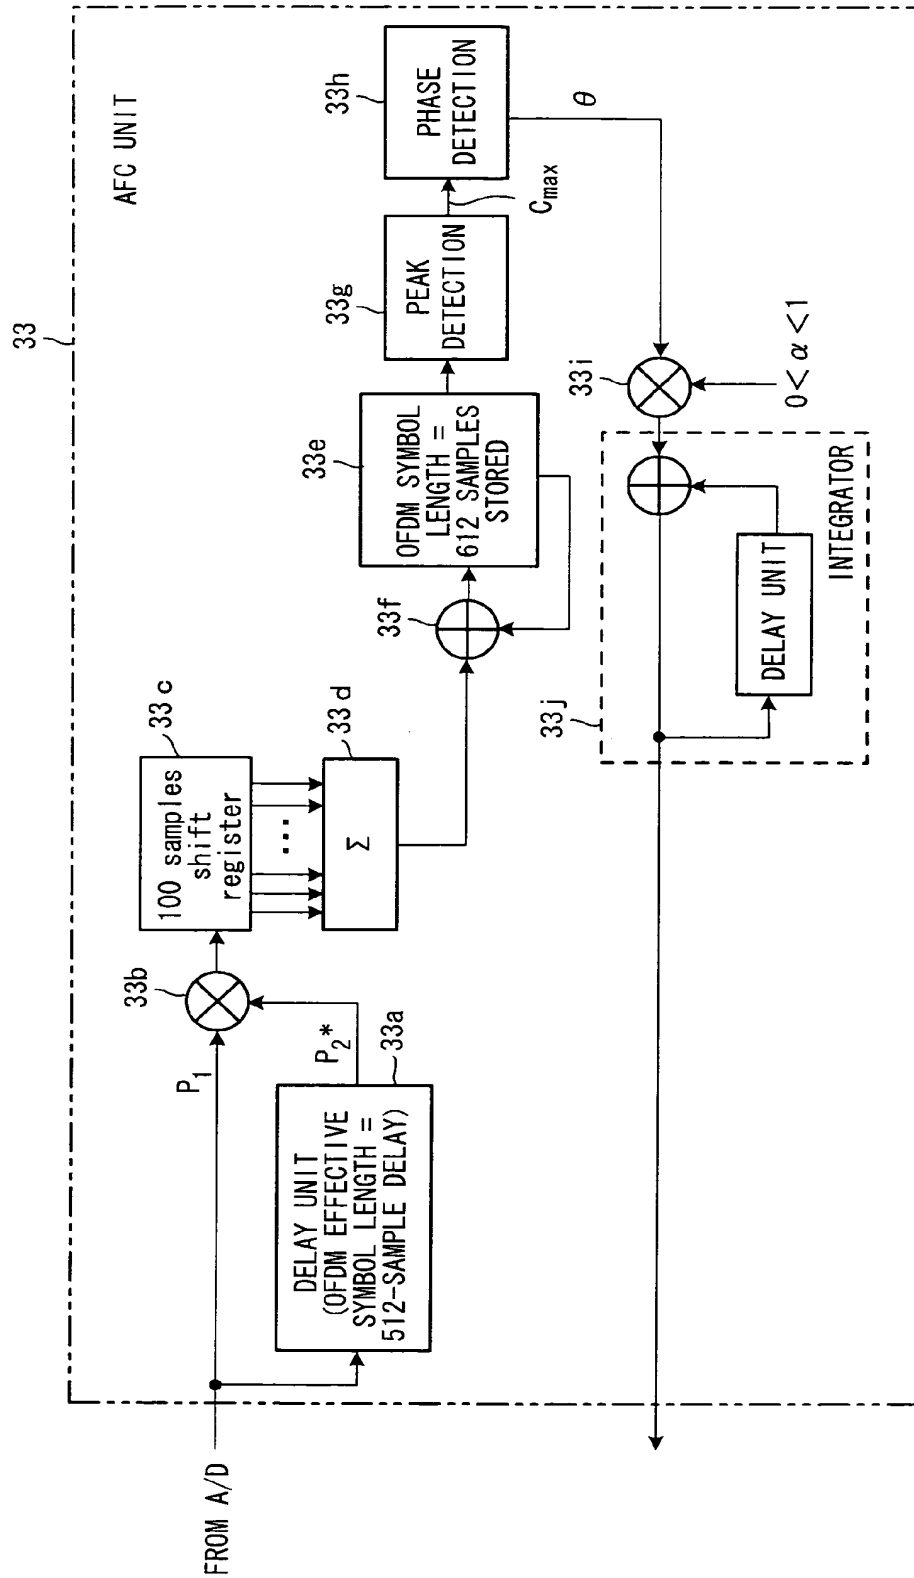 33
AFC UNIT
FROM A/D
P1
DELAY UNIT
(OFDM EFFECTIVE
SYMBOL LENGTH =
512-SAMPLE DELAY)
33a
P2*
33b
100 samples
shift
register
33c
...
Σ
33d
33f
OFDM SYMBOL
LENGTH =
612 SAMPLES
STORED
33e
PEAK
DETECTION
33g
Cmax
PHASE
DETECTION
33h
θ
33i
0<α<1
33j
DELAY UNIT
INTEGRATOR